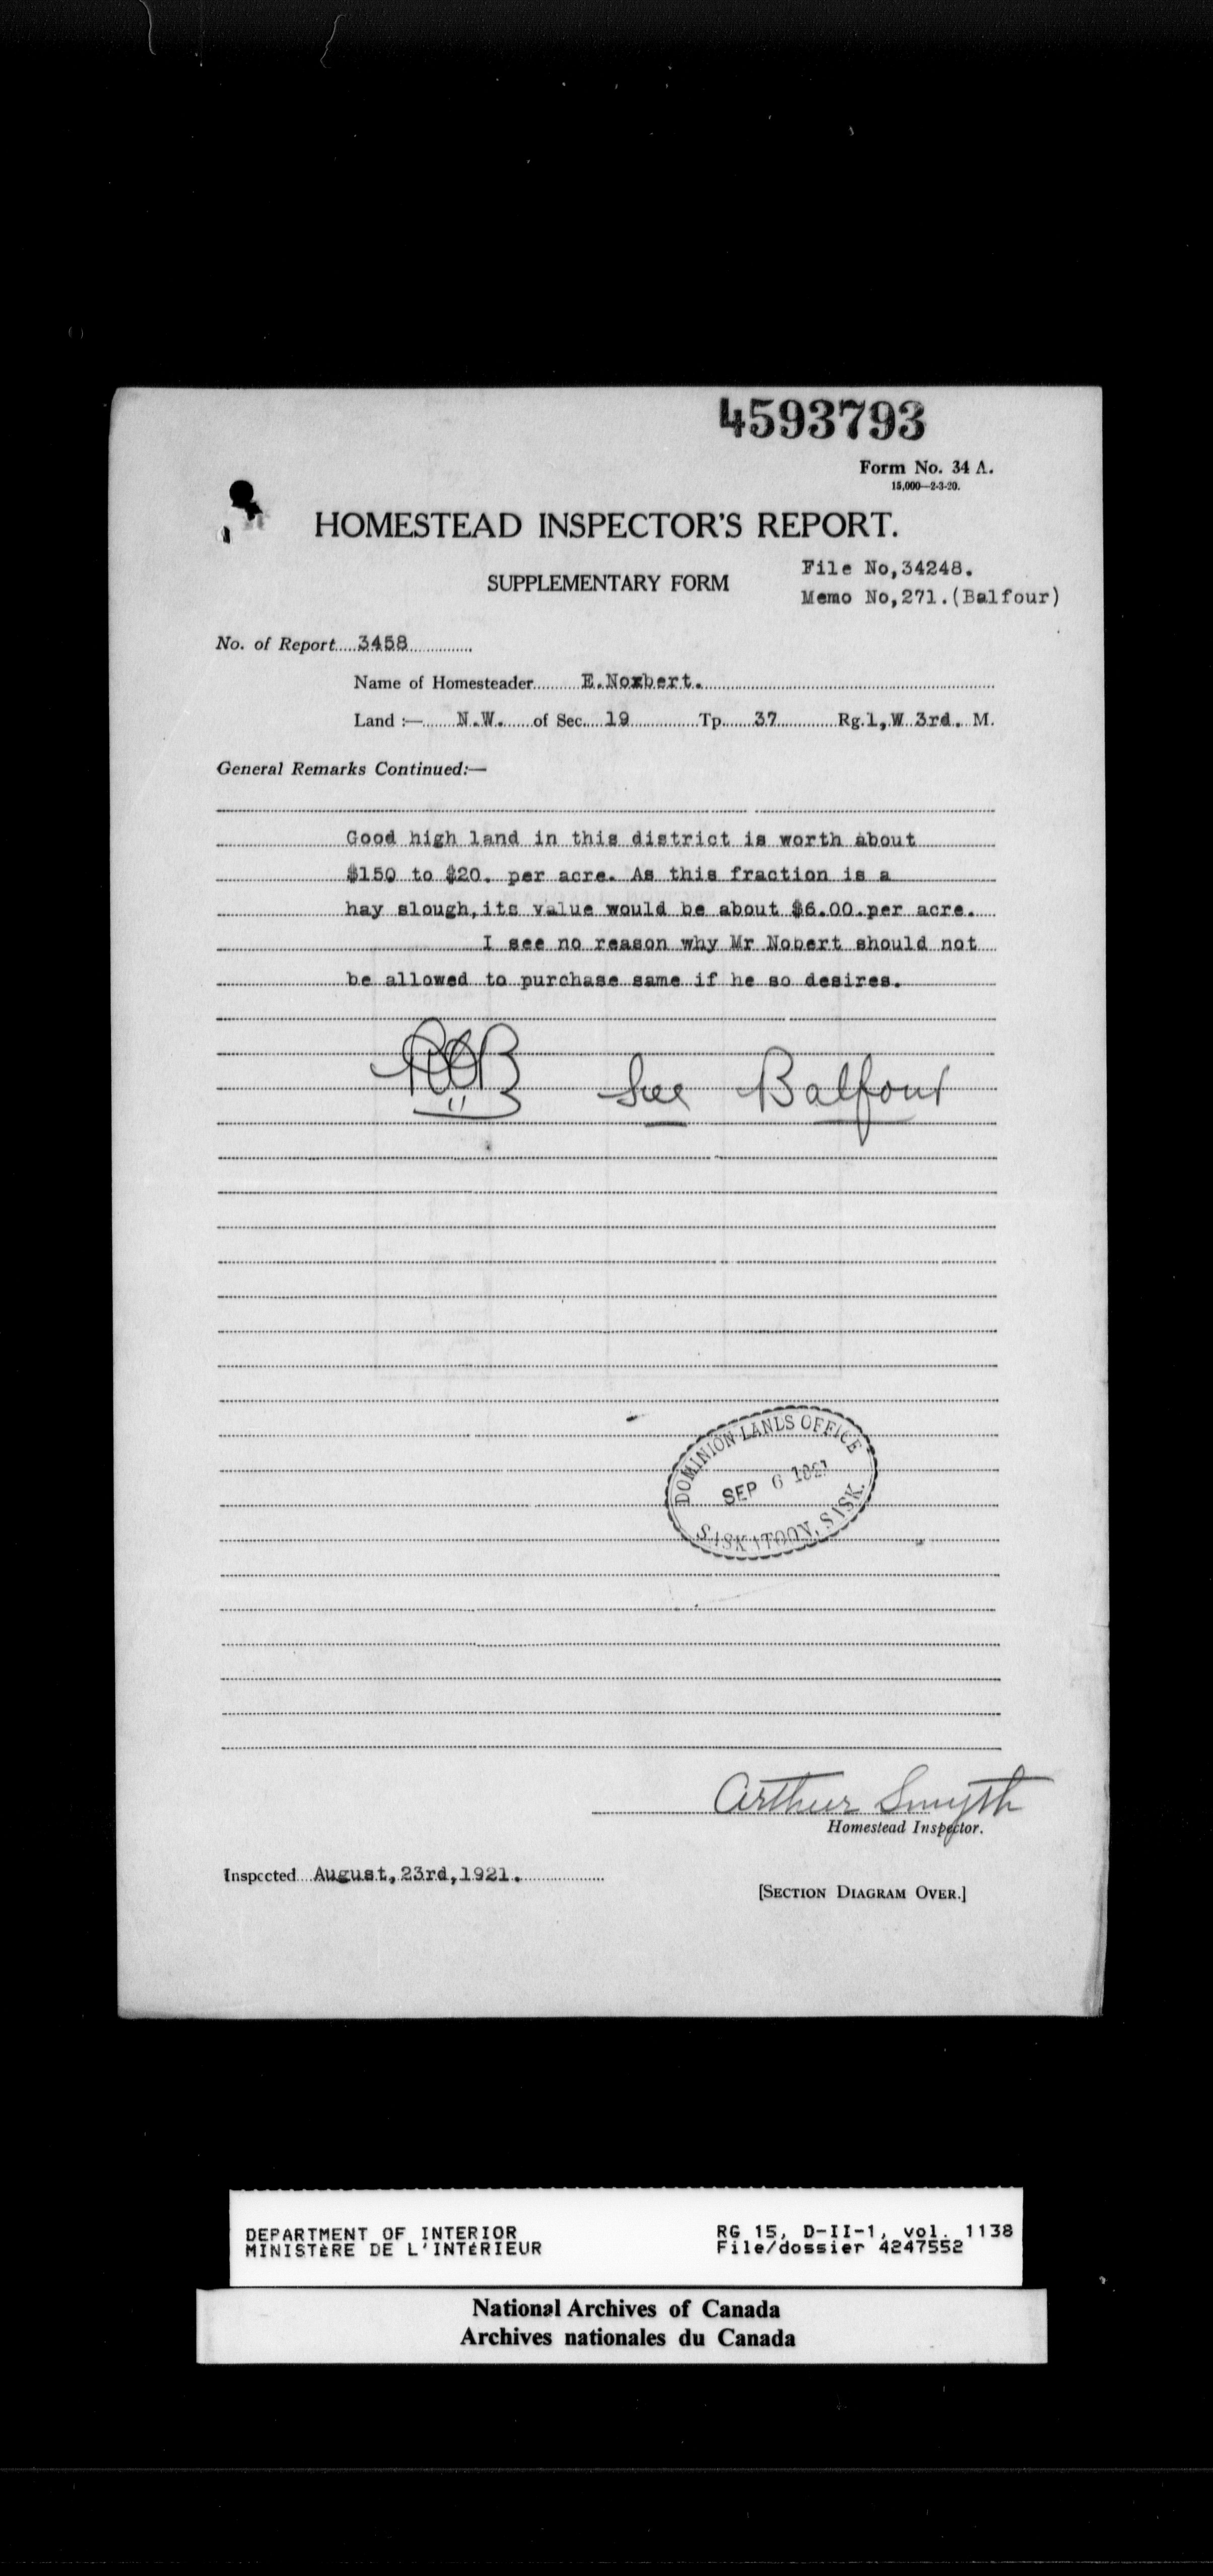 4593793
Form No. 34 A.
15,000—2-3-20.
HOMESTEAD INSPECTOR'S REPORT.
File No,34248.
SUPPLEMENTARY FORM
Memo No,271.(Balfour)
No. of Report 3458
Name of Homesteader E.Noxbert.
Land :— N.W. of Sec. 19 Tp. 37 Rg.1,W 3rd. M.
General Remarks Continued:—
Good high land in this district is worth about
$150 to $20. per acre. As this fraction is a
hay slough,its value would be about $6.00.per acre.
I see no reason why Mr Nobert should not
be allowed to purchase same if he so desires.
See Balfour
DOMINION LANDS OFFICE
SEP 6 1921
SASKATOON, SASK.
Arthur Smyth
Homestead Inspector.
Inspected August,23rd,1921.
[SECTION DIAGRAM OVER.]
DEPARTMENT OF INTERIOR
MINISTÈRE DE L'INTÉRIEUR
RG 15, D-II-1, vol. 1138
File/dossier 4247552
National Archives of Canada
Archives nationales du Canada